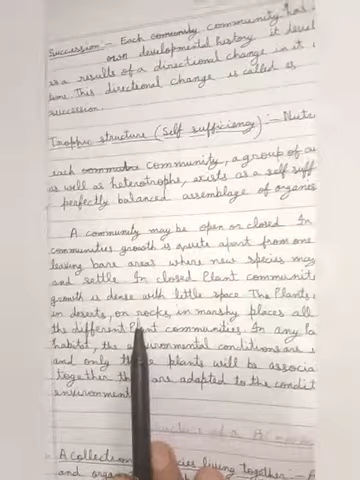 Succession :- Each community community has
own developmental history it devel
as a results of a directional change in it
time. This directional change is called as
succession.
Trophic structure (Self sufficiency) :- Nutr
each community, a group of au
as well as heterotrophs, exists as a self suff
perfectly balanced assemblage of organis
A community may be open or closed In
communities growth is quite apart from one
leaving bare areas where new species may
and settle In closed Plant communit
growth is dense with little space The Plants
in deserts, on rocks, in marshy places all
the different Plant communities. In any
habitat, the environmental conditions are
and only plants will be associa
together are adapted to the condit
environment
A collection species living together :-
and